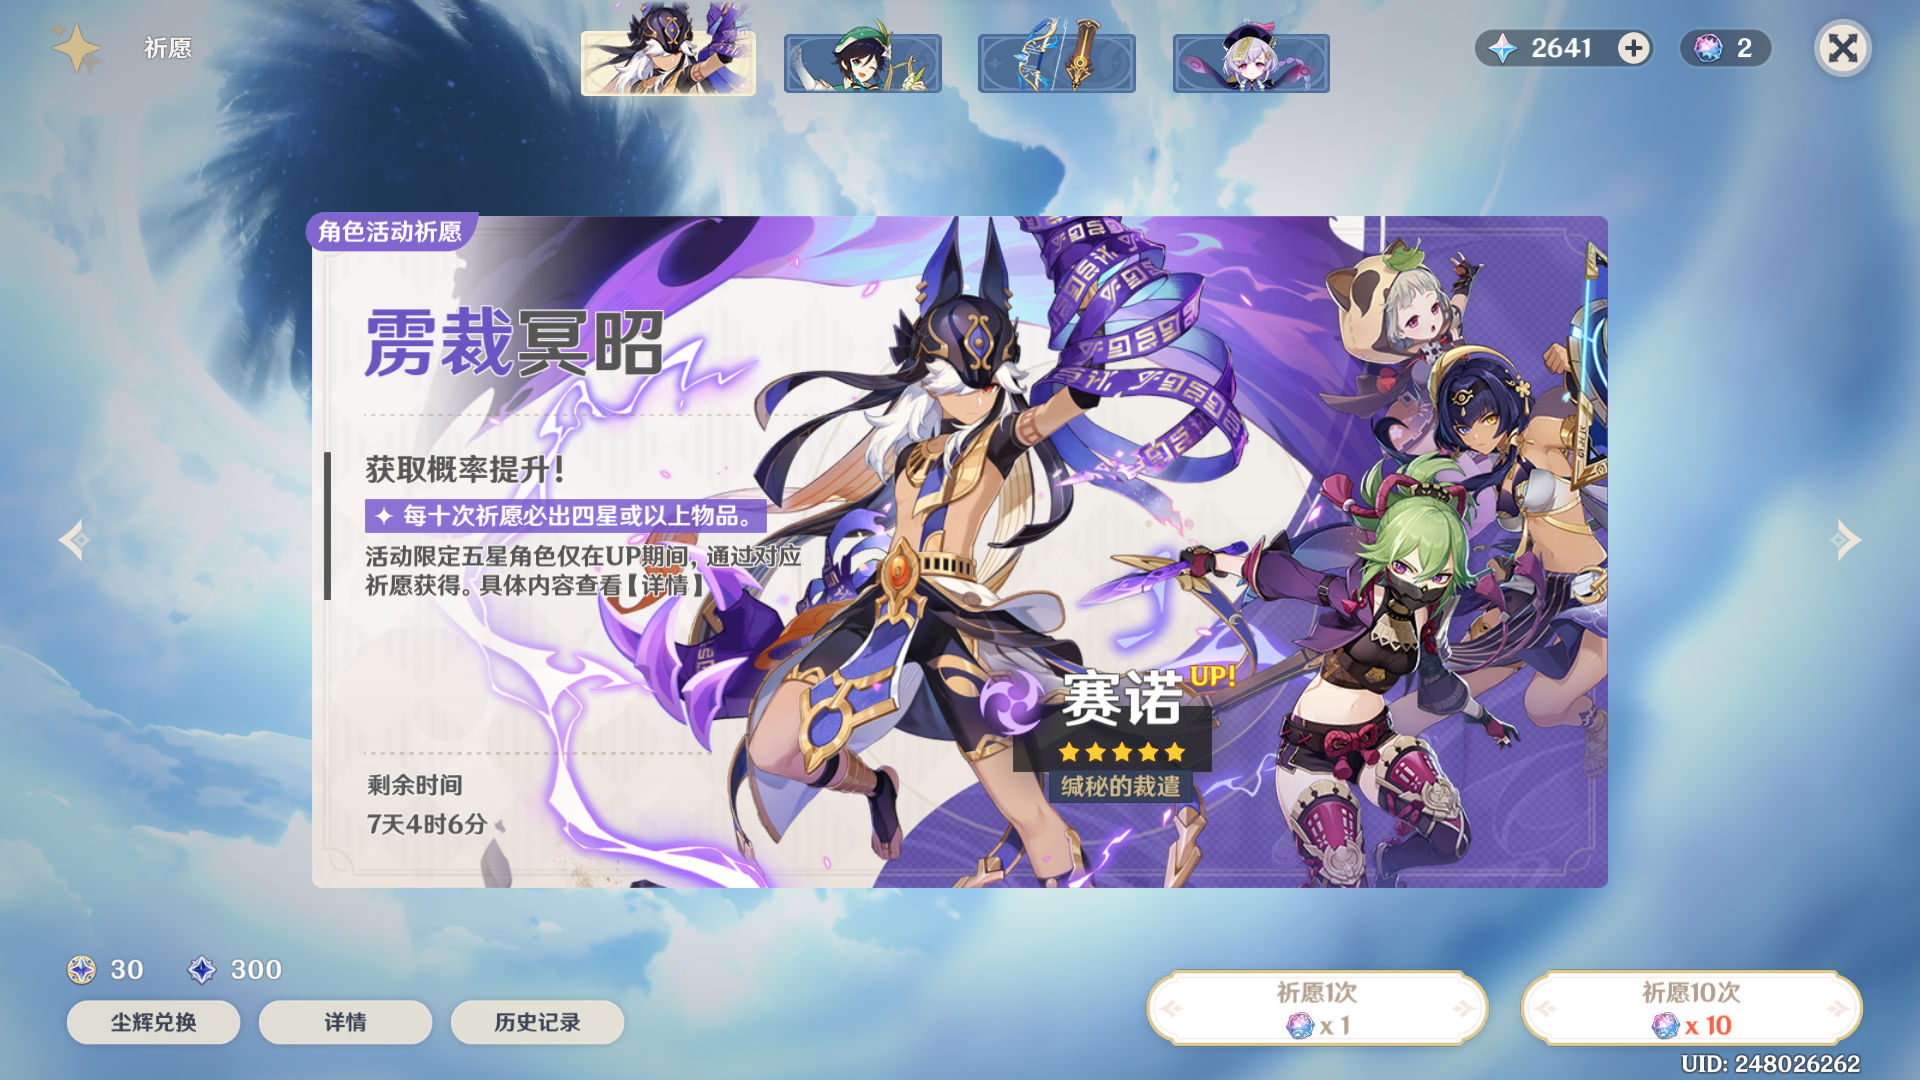 祈愿
2641
2
角色活动祈愿
雳裁冥昭
获取概率提升!
每十次祈愿必出四星或以上物品。
活动限定五星角色仅在UP期间,通过对应
祈愿获得。具体内容查看【详情】
赛诺
UP!
缄秘的裁遣
剩余时间
7天4时6分
30
300
尘辉兑换
详情
历史记录
祈愿1次
x 1
祈愿10次
x 10
UID: 248026262